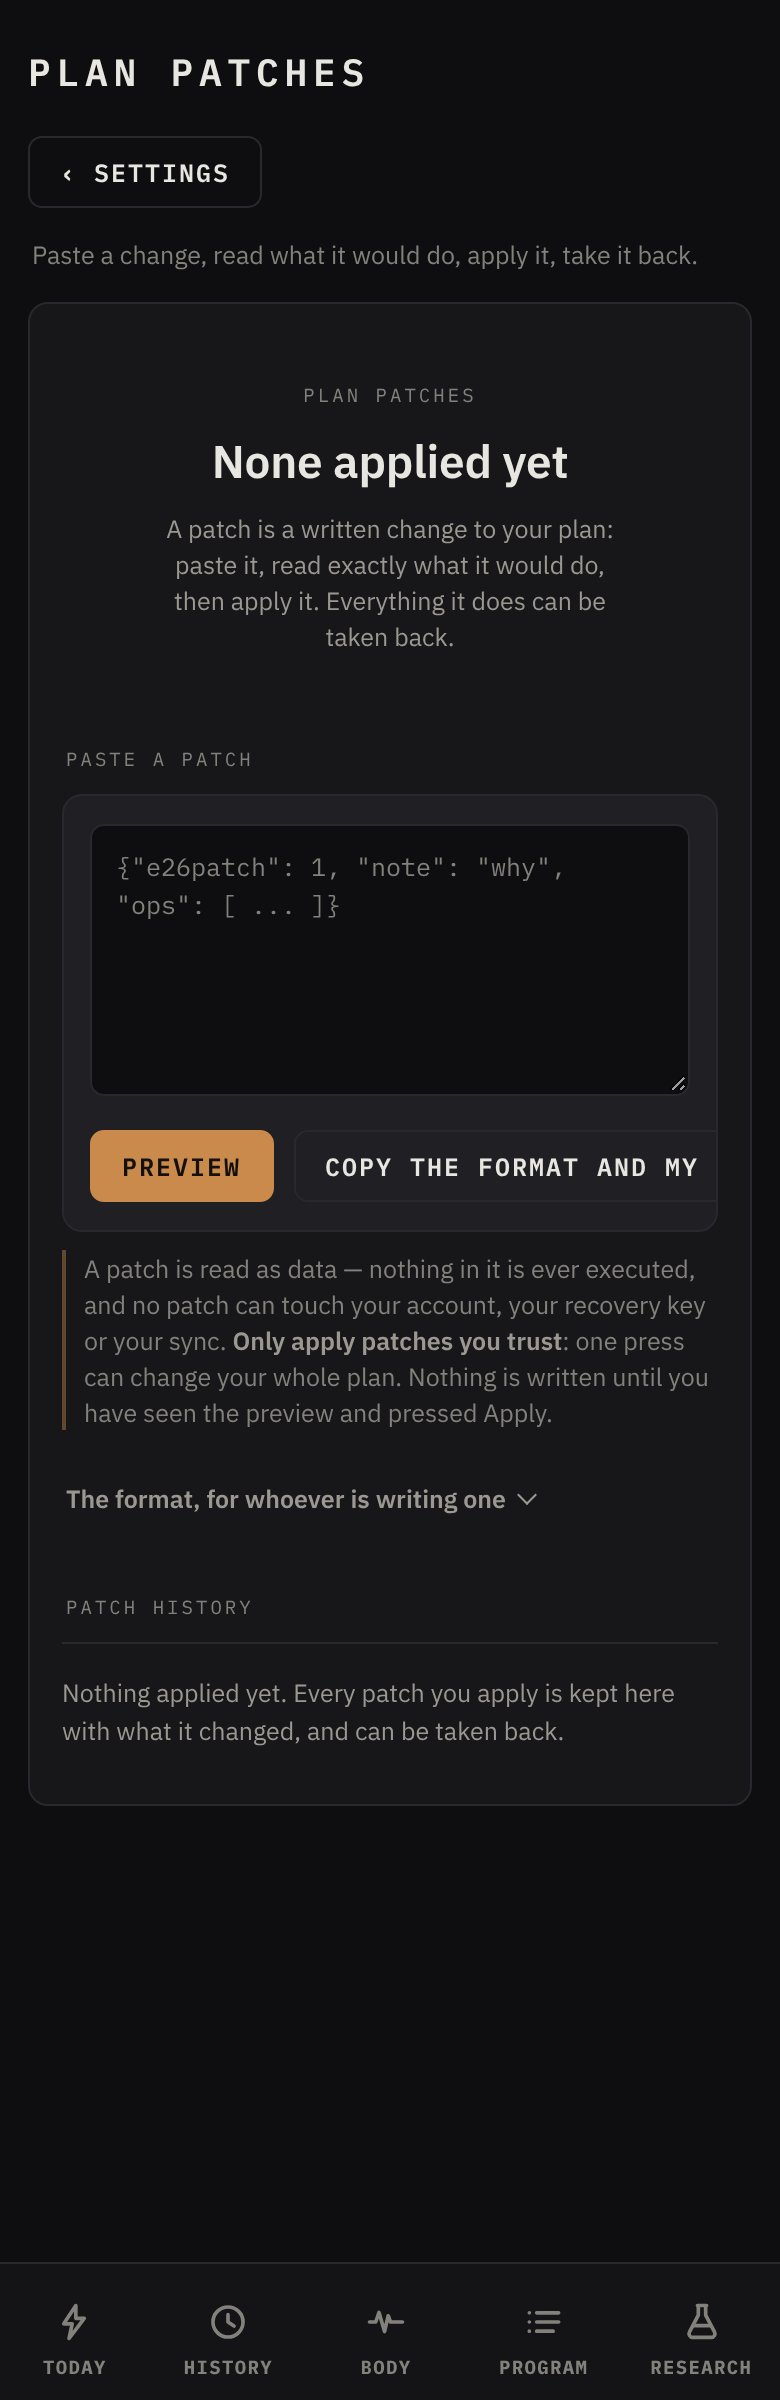 PLAN PATCHES
‹ SETTINGS
Paste a change, read what it would do, apply it, take it back.
PLAN PATCHES
None applied yet
A patch is a written change to your plan:
paste it, read exactly what it would do,
then apply it. Everything it does can be
taken back.
PASTE A PATCH
{"e26patch": 1, "note": "why",
"ops": [ ... ]}
PREVIEW
COPY THE FORMAT AND MY
A patch is read as data — nothing in it is ever executed,
and no patch can touch your account, your recovery key
or your sync. Only apply patches you trust: one press
can change your whole plan. Nothing is written until you
have seen the preview and pressed Apply.
The format, for whoever is writing one
PATCH HISTORY
Nothing applied yet. Every patch you apply is kept here
with what it changed, and can be taken back.
TODAY
HISTORY
BODY
PROGRAM
RESEARCH